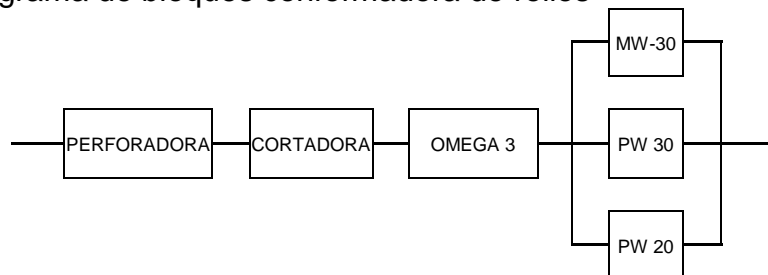 grama de bloques conformadora de rollos
MW-30
PERFORADORA CORTADORA OMEGA 3 PW 30
PW 20